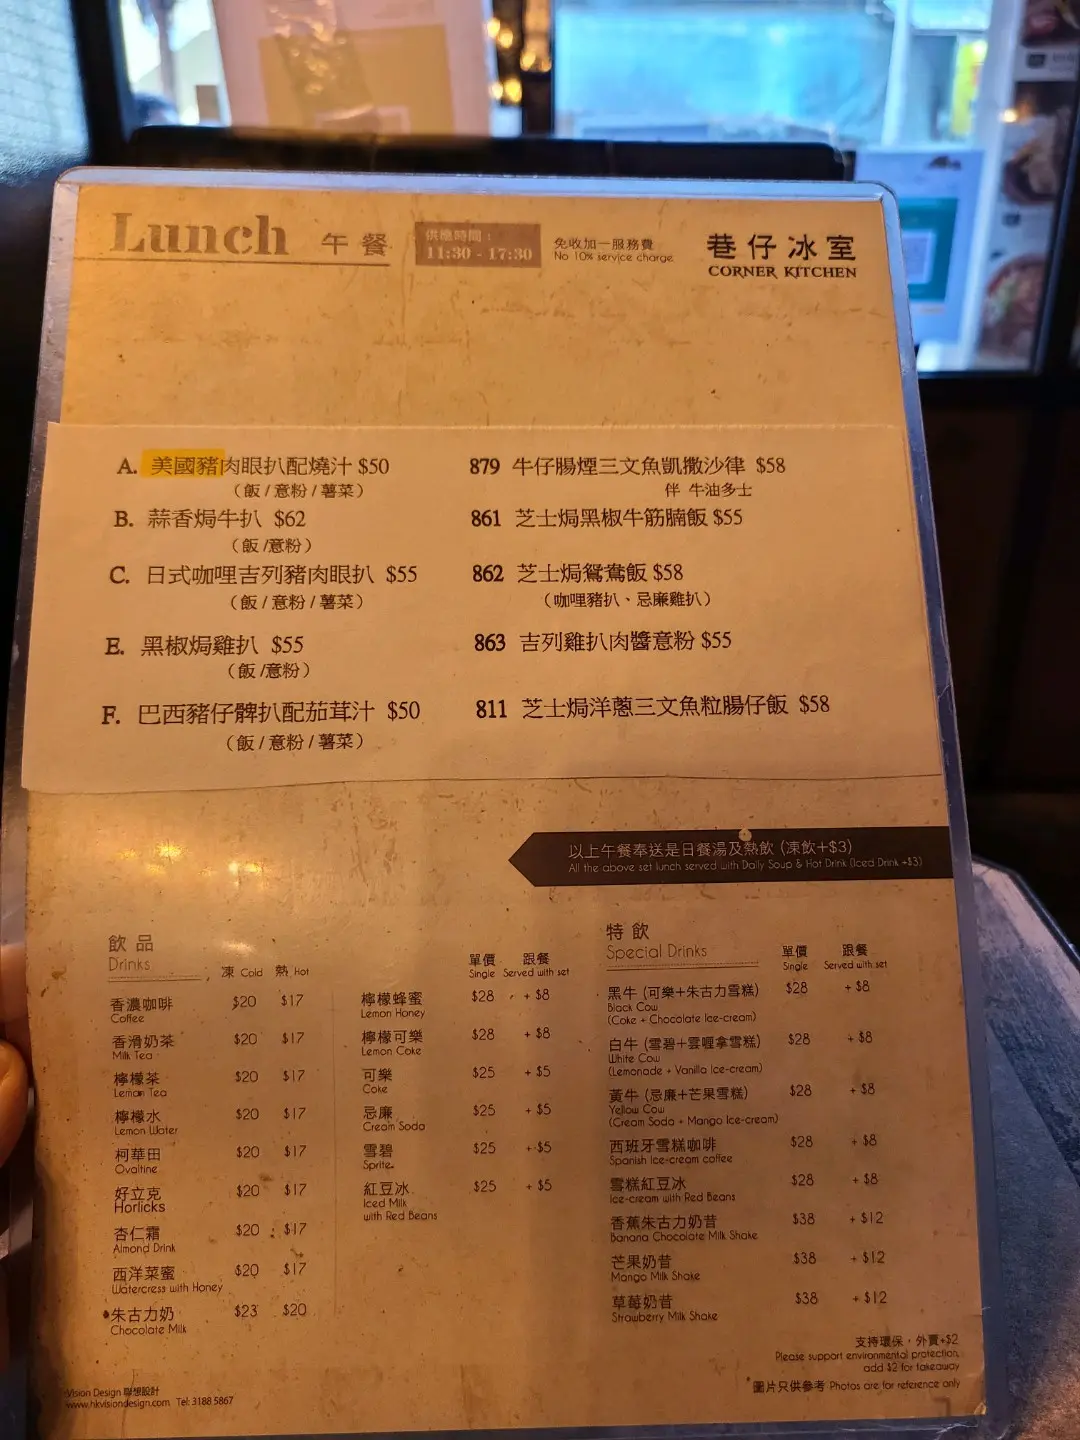 Lunch 午餐
供應時間：
11:30 - 17:30
免收加一服務費
No 10% service charge
巷仔冰室
CORNER KITCHEN
A. 美國豬肉眼扒配燒汁 $50
（飯 / 意粉 / 薯菜）
B. 蒜香焗牛扒 $62
（飯 /意粉）
C. 日式咖哩吉列豬肉眼扒 $55
（飯 / 意粉 / 薯菜）
E. 黑椒焗雞扒 $55
（飯 /意粉）
F. 巴西豬仔髀扒配茄茸汁 $50
（飯 / 意粉 / 薯菜）
879 牛仔腸煙三文魚凱撒沙律 $58
伴 牛油多士
861 芝士焗黑椒牛筋腩飯 $55
862 芝士焗鴛鴦飯 $58
（咖哩豬扒、忌廉雞扒）
863 吉列雞扒肉醬意粉 $55
811 芝士焗洋蔥三文魚粒腸仔飯 $58
以上午餐奉送是日餐湯及熱飲 (凍飲+$3)
All the above set lunch served with Daily Soup & Hot Drink (Iced Drink +$3)
飲品
Drinks
凍 Cold 熱 Hot
香濃咖啡 $20 $17
Coffee
香滑奶茶 $20 $17
Milk Tea
檸檬茶 $20 $17
Lemon Tea
檸檬水 $20 $17
Lemon Water
柯華田 $20 $17
Ovaltine
好立克 $20 $17
Horlicks
杏仁霜 $20 $17
Almond Drink
西洋菜蜜 $20 $17
Watercress with Honey
朱古力奶 $23 $20
Chocolate Milk
單價 跟餐
Single Served with set
檸檬蜂蜜 $28 + $8
Lemon Honey
檸檬可樂 $28 + $8
Lemon Coke
可樂 $25 + $5
Coke
忌廉 $25 + $5
Cream Soda
雪碧 $25 + $5
Sprite
紅豆冰 $25 + $5
Iced Milk
with Red Beans
特飲
Special Drinks
單價 跟餐
Single Served with set
黑牛 (可樂+朱古力雪糕) $28 + $8
Black Cow
(Coke + Chocolate Ice-cream)
白牛 (雪碧+雲喱拿雪糕) $28 + $8
White Cow
(Lemonade + Vanilla Ice-cream)
黃牛 (忌廉+芒果雪糕) $28 + $8
Yellow Cow
(Cream Soda + Mango Ice-cream)
西班牙雪糕咖啡 $28 + $8
Spanish Ice-cream coffee
雪糕紅豆冰 $28 + $8
Ice-cream with Red Beans
香蕉朱古力奶昔 $38 + $12
Banana Chocolate Milk Shake
芒果奶昔 $38 + $12
Mango Milk Shake
草莓奶昔 $38 + $12
Strawberry Milk Shake
支持環保，外賣+$2
Please support environmental protection,
add $2 for takeaway
*圖片只供參考 Photos are for reference only
Vision Design 聯想設計
www.hkvisiondesign.com Tel: 3188 5867